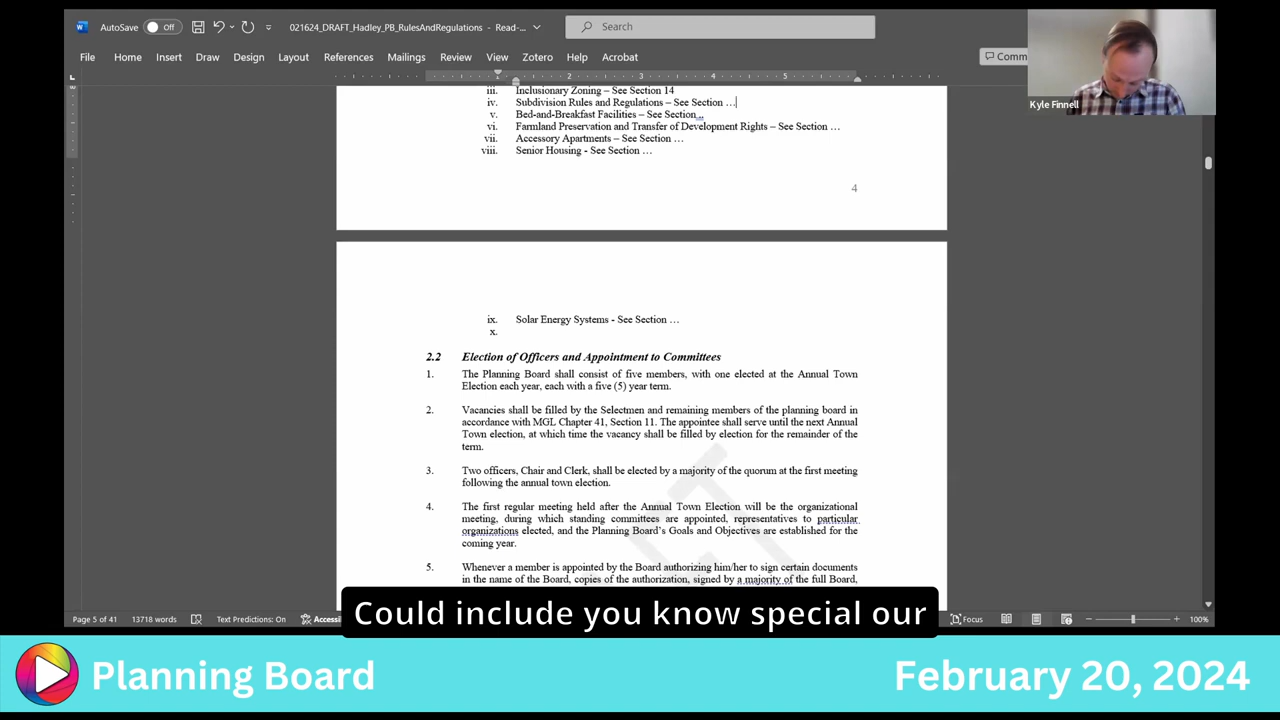 AutoSave Off 021624_DRAFT_Hadley_PB_RulesAndRegulations - Read-... Search
File Home Insert Draw Design Layout References Mailings Review View Zotero Help Acrobat Comm
Kyle Finnell
2 3 4 5
iii. Inclusionary Zoning – See Section 14
iv. Subdivision Rules and Regulations – See Section …
v. Bed-and-Breakfast Facilities – See Section…
vi. Farmland Preservation and Transfer of Development Rights – See Section …
vii. Accessory Apartments – See Section …
viii. Senior Housing - See Section …
4
ix. Solar Energy Systems - See Section …
x.
2.2 Election of Officers and Appointment to Committees
1. The Planning Board shall consist of five members, with one elected at the Annual Town
Election each year, each with a five (5) year term.
2. Vacancies shall be filled by the Selectmen and remaining members of the planning board in
accordance with MGL Chapter 41, Section 11. The appointee shall serve until the next Annual
Town election, at which time the vacancy shall be filled by election for the remainder of the
term.
3. Two officers, Chair and Clerk, shall be elected by a majority of the quorum at the first meeting
following the annual town election.
4. The first regular meeting held after the Annual Town Election will be the organizational
meeting, during which standing committees are appointed, representatives to particular
organizations elected, and the Planning Board's Goals and Objectives are established for the
coming year.
5. Whenever a member is appointed by the Board authorizing him/her to sign certain documents
in the name of the Board, copies of the authorization, signed by a majority of the full Board,
Could include you know special our
Page 5 of 41 13718 words Text Predictions: On Accessi Focus 100%
Planning Board February 20, 2024